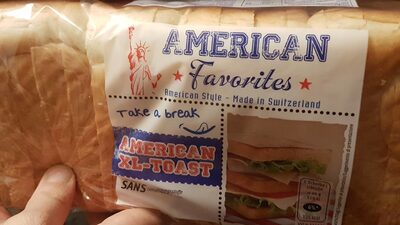 AMERICAN
Favorites
American Style - Made in Switzerland
Take a break
AMERICAN
XL-TOAST
SANS